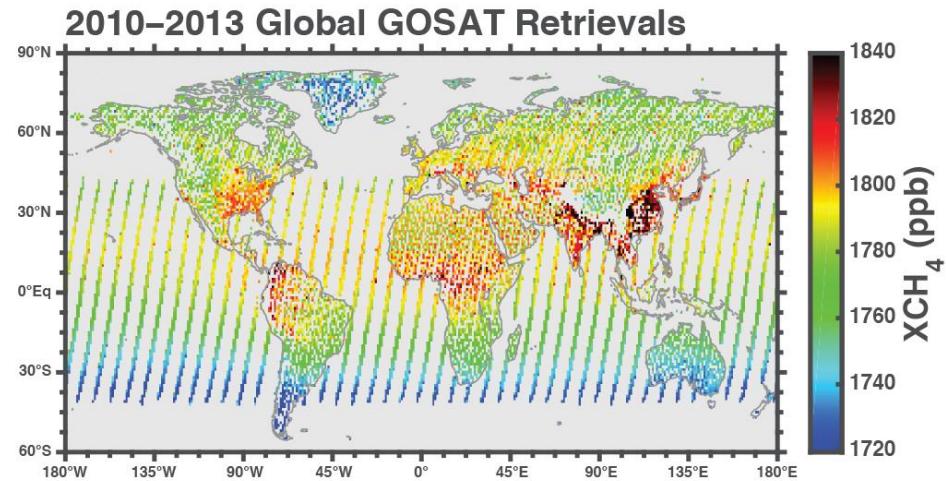 2010–2013 Global GOSAT Retrievals
90°N
60°N
30°N
0°Eq
30°S
60°S
180°W
135°W
90°W
45°W
0°
45°E
90°E
135°E
180°E
1840
1820
1800
1780
1760
1740
1720
XCH4 (ppb)